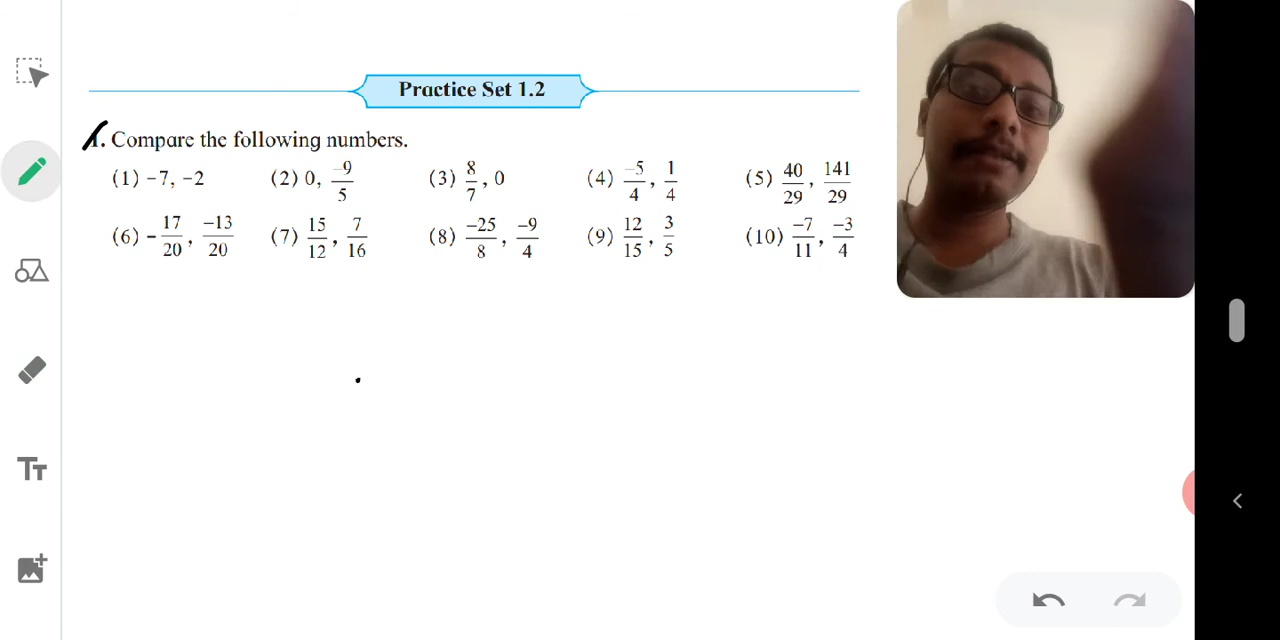 Practice Set 1.2
1. Compare the following numbers.
(1) -7, -2 (2) 0, -9/5 (3) 8/7, 0 (4) -5/4, 1/4 (5) 40/29, 141/29
(6) -17/20, -13/20 (7) 15/12, 7/16 (8) -25/8, -9/4 (9) 12/15, 3/5 (10) -7/11, -3/4
TT